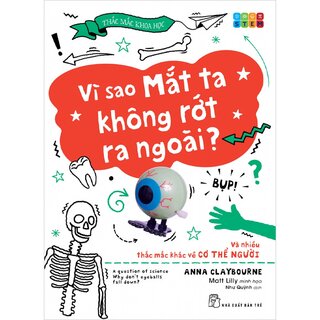 THẮC MẮC KHOA HỌC
STEM
Vì sao Mắt ta
không rớt
ra ngoài?
BỤP!
Và nhiều
thắc mắc khác về CƠ THỂ NGƯỜI
A question of science
Why don't eyeballs
fall down?
ANNA CLAYBOURNE
Matt Lilly minh họa
Như Quỳnh dịch
NHÀ XUẤT BẢN TRẺ